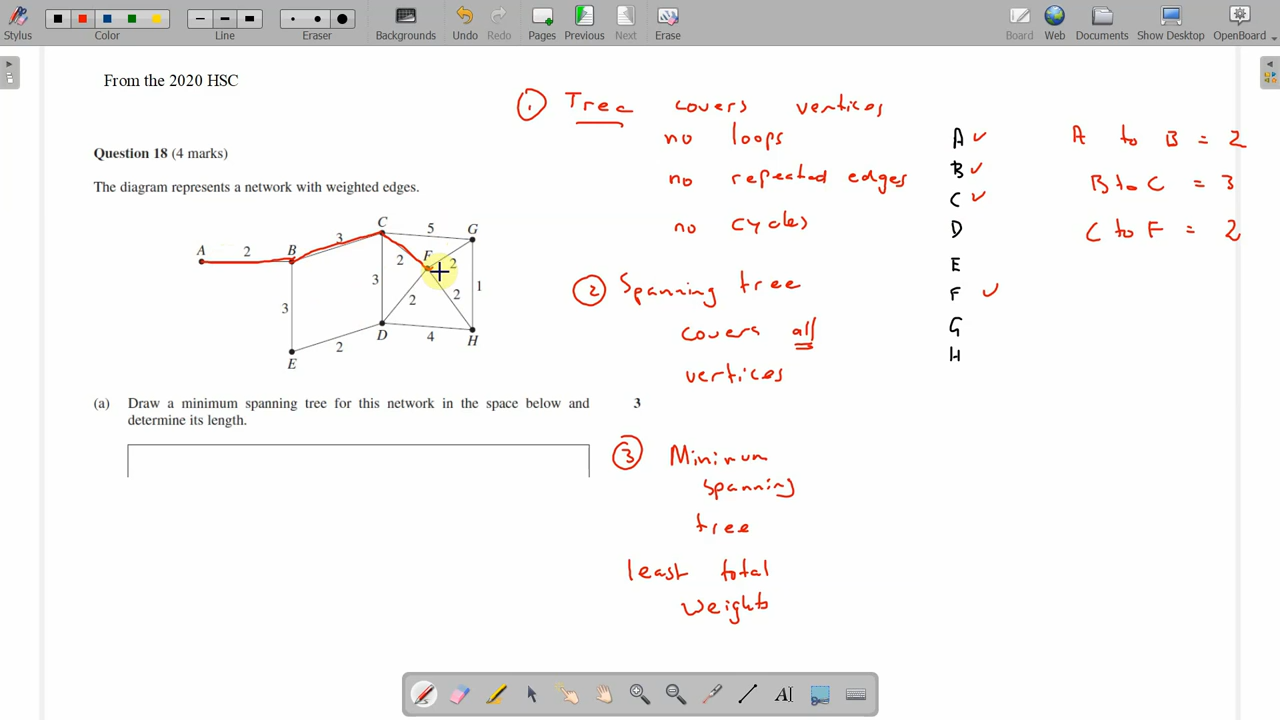 Stylus
Color
Line
Eraser
Backgrounds
Undo
Redo
Pages
Previous
Next
Erase
Board
Web
Documents
Show Desktop
OpenBoard
From the 2020 HSC
Question 18 (4 marks)
The diagram represents a network with weighted edges.
A
2
B
3
C
5
G
F
2
2
3
3
2
2
1
E
2
D
4
H
(a) Draw a minimum spanning tree for this network in the space below and 3
determine its length.
1. Tree covers vertices
no loops
no repeated edges
no cycles
2 Spanning tree
covers all
vertices
3 Minimum
spanning
tree
least total
weights
A ✓
B ✓
C ✓
D
E
F ✓
G
H
A to B = 2
B to C = 3
C to F = 2
AI